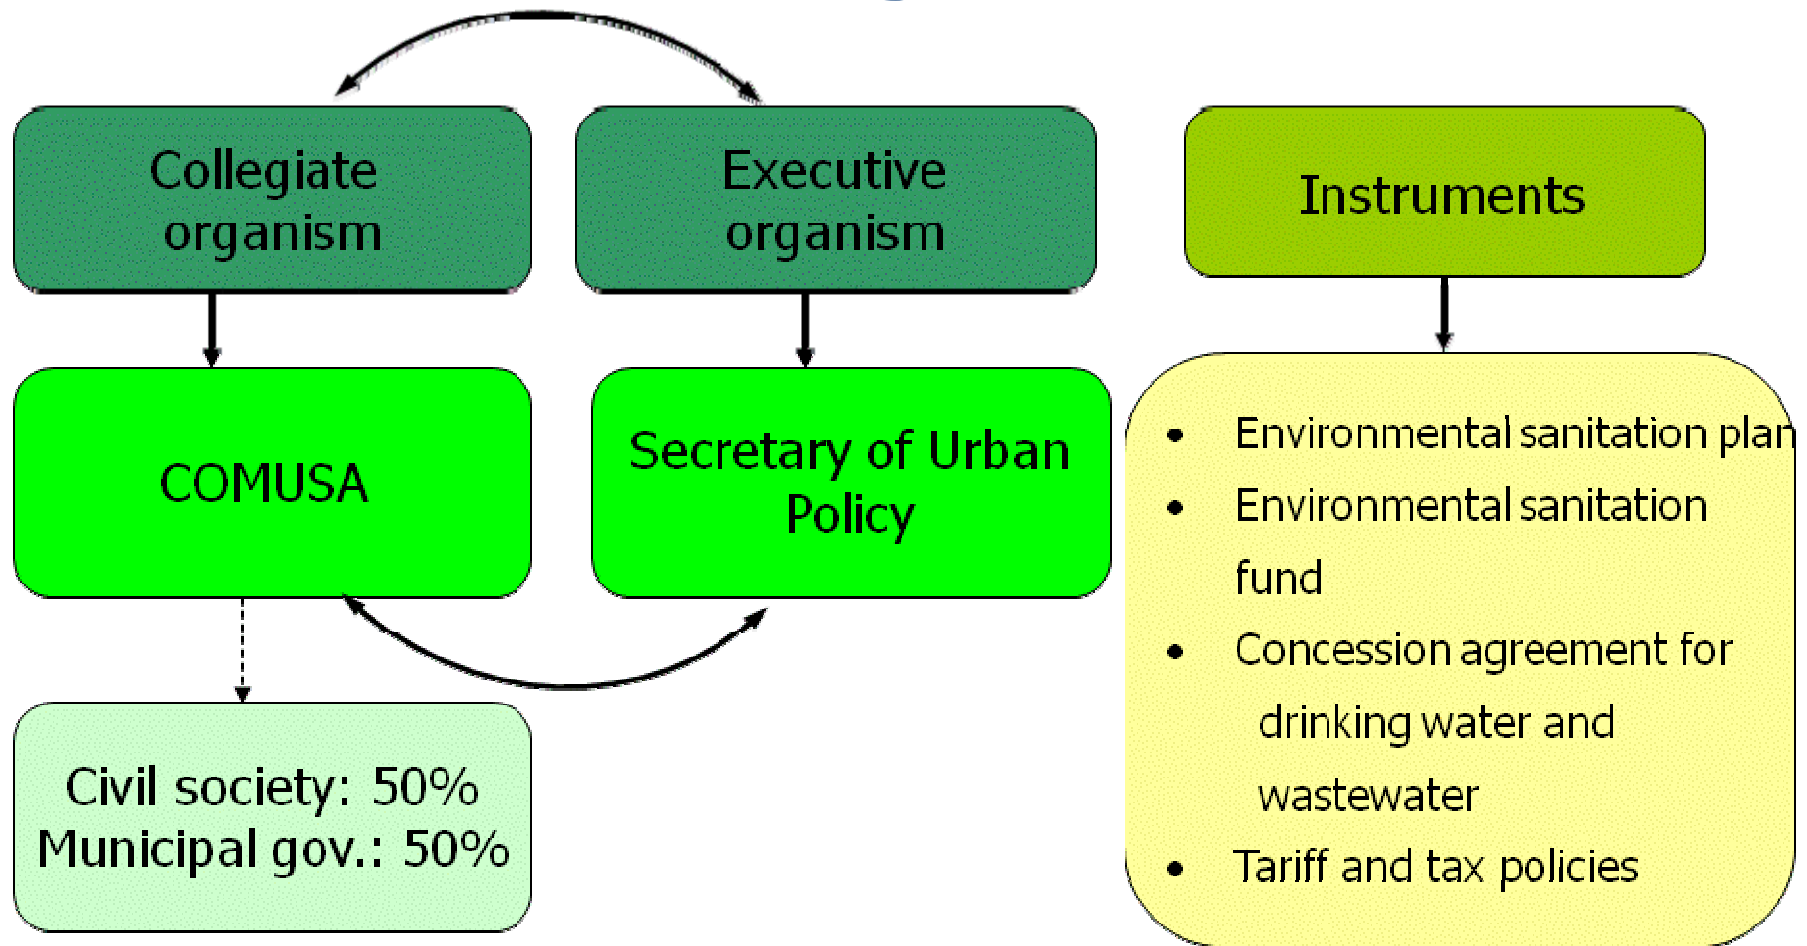 Collegiate
organism
Executive
organism
Instruments
COMUSA
Secretary of Urban
Policy
Civil society: 50%
Municipal gov.: 50%
• Environmental sanitation plan
• Environmental sanitation
fund
• Concession agreement for
drinking water and
wastewater
• Tariff and tax policies